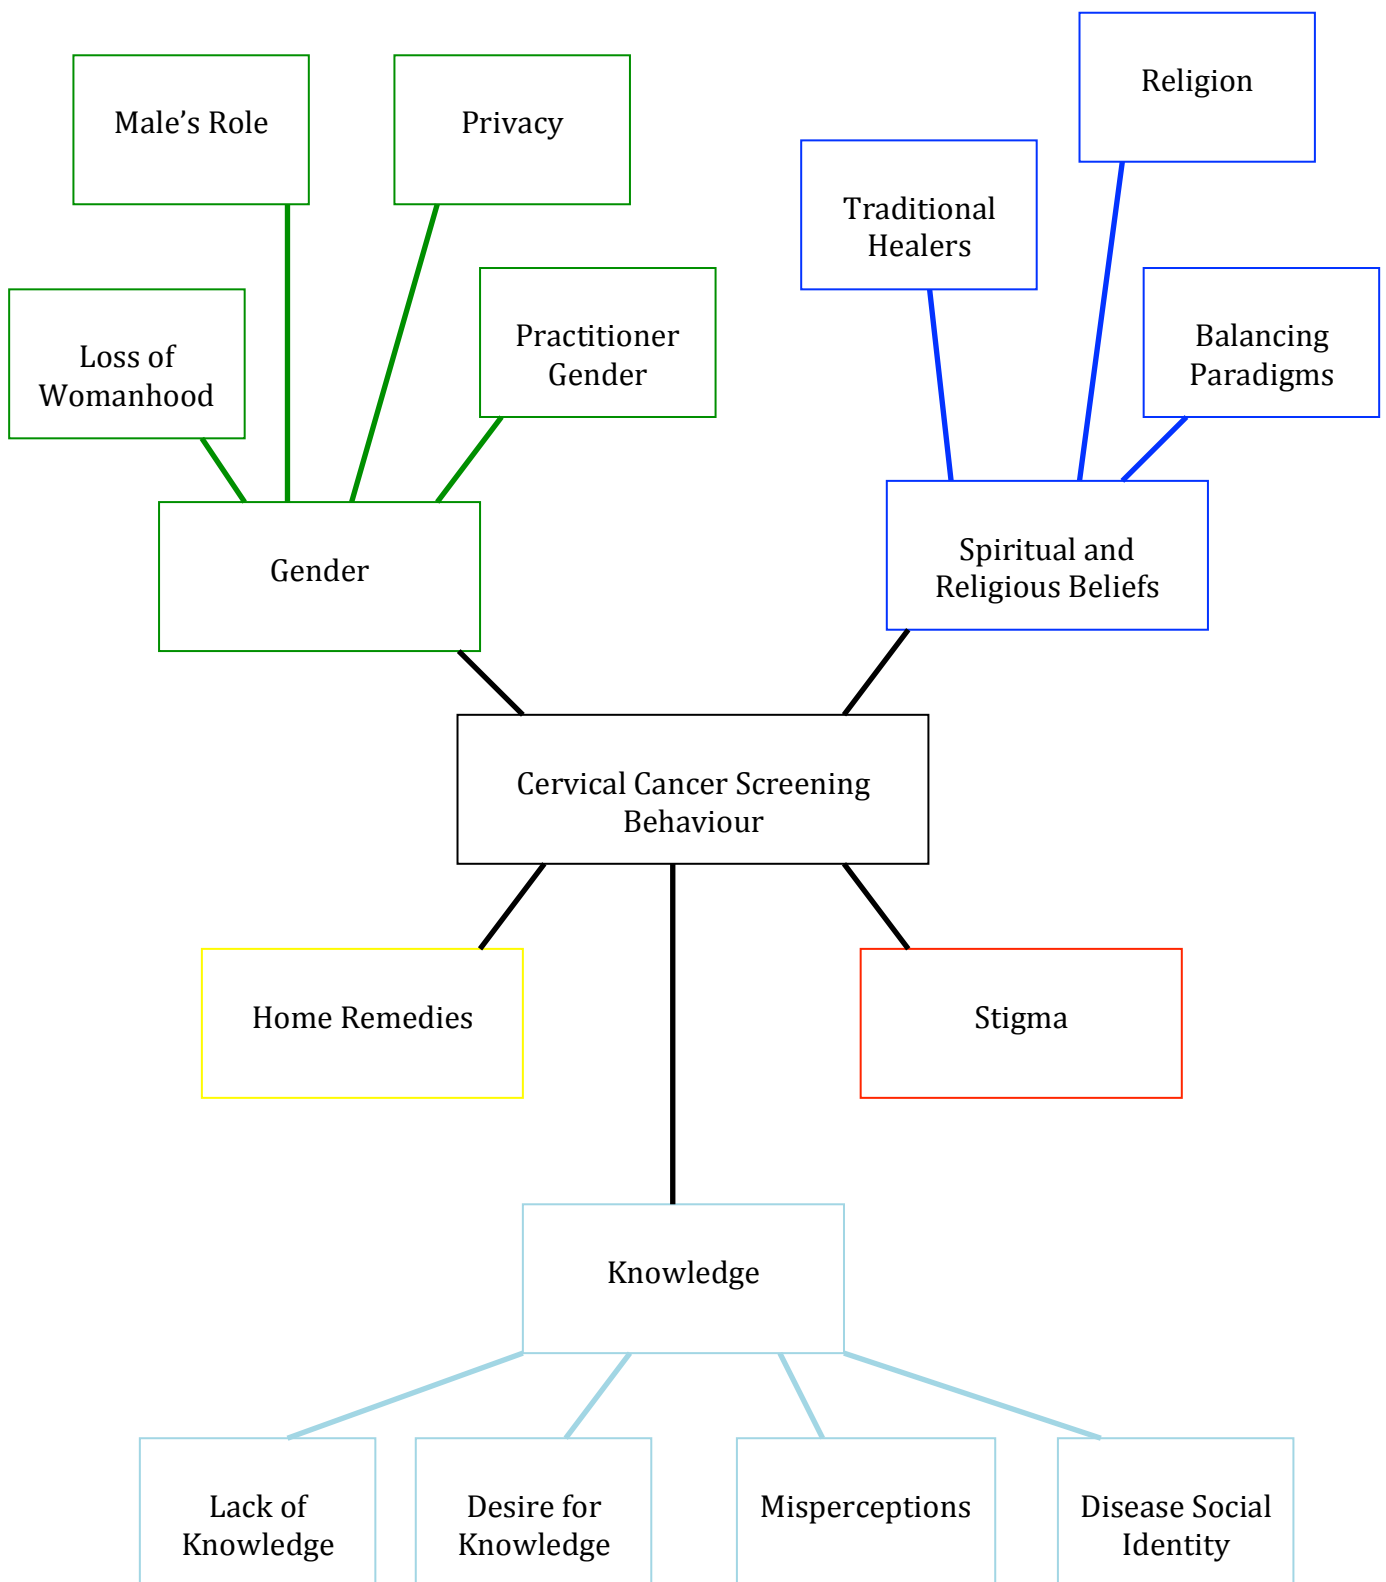 Religion
Male’s Role
Privacy
Traditional
Healers
Practitioner
Gender
Balancing
Paradigms
Loss of
Womanhood
Gender
Spiritual and
Religious Beliefs
Cervical Cancer Screening
Behaviour
Home Remedies
Stigma
Knowledge
Lack of
Knowledge
Desire for
Knowledge
Misperceptions
Disease Social
Identity